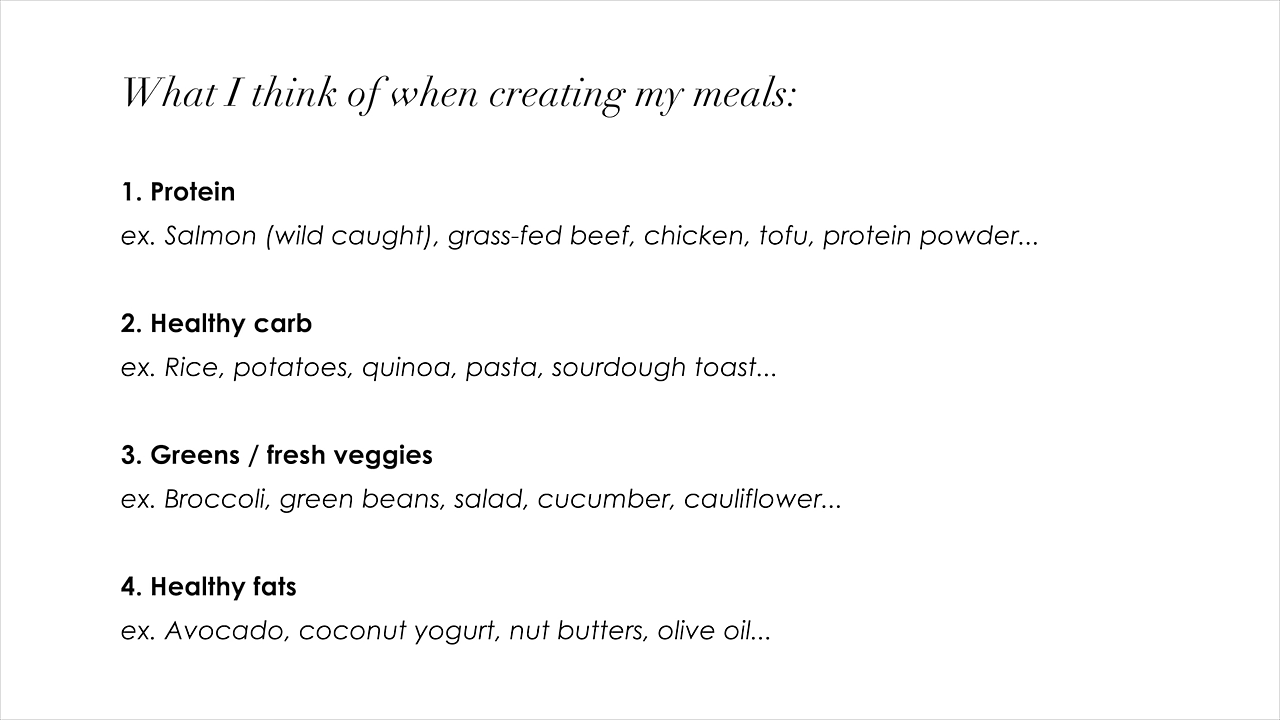 What I think of when creating my meals:
1. Protein
ex. Salmon (wild caught), grass-fed beef, chicken, tofu, protein powder...
2. Healthy carb
ex. Rice, potatoes, quinoa, pasta, sourdough toast...
3. Greens / fresh veggies
ex. Broccoli, green beans, salad, cucumber, cauliflower...
4. Healthy fats
ex. Avocado, coconut yogurt, nut butters, olive oil...